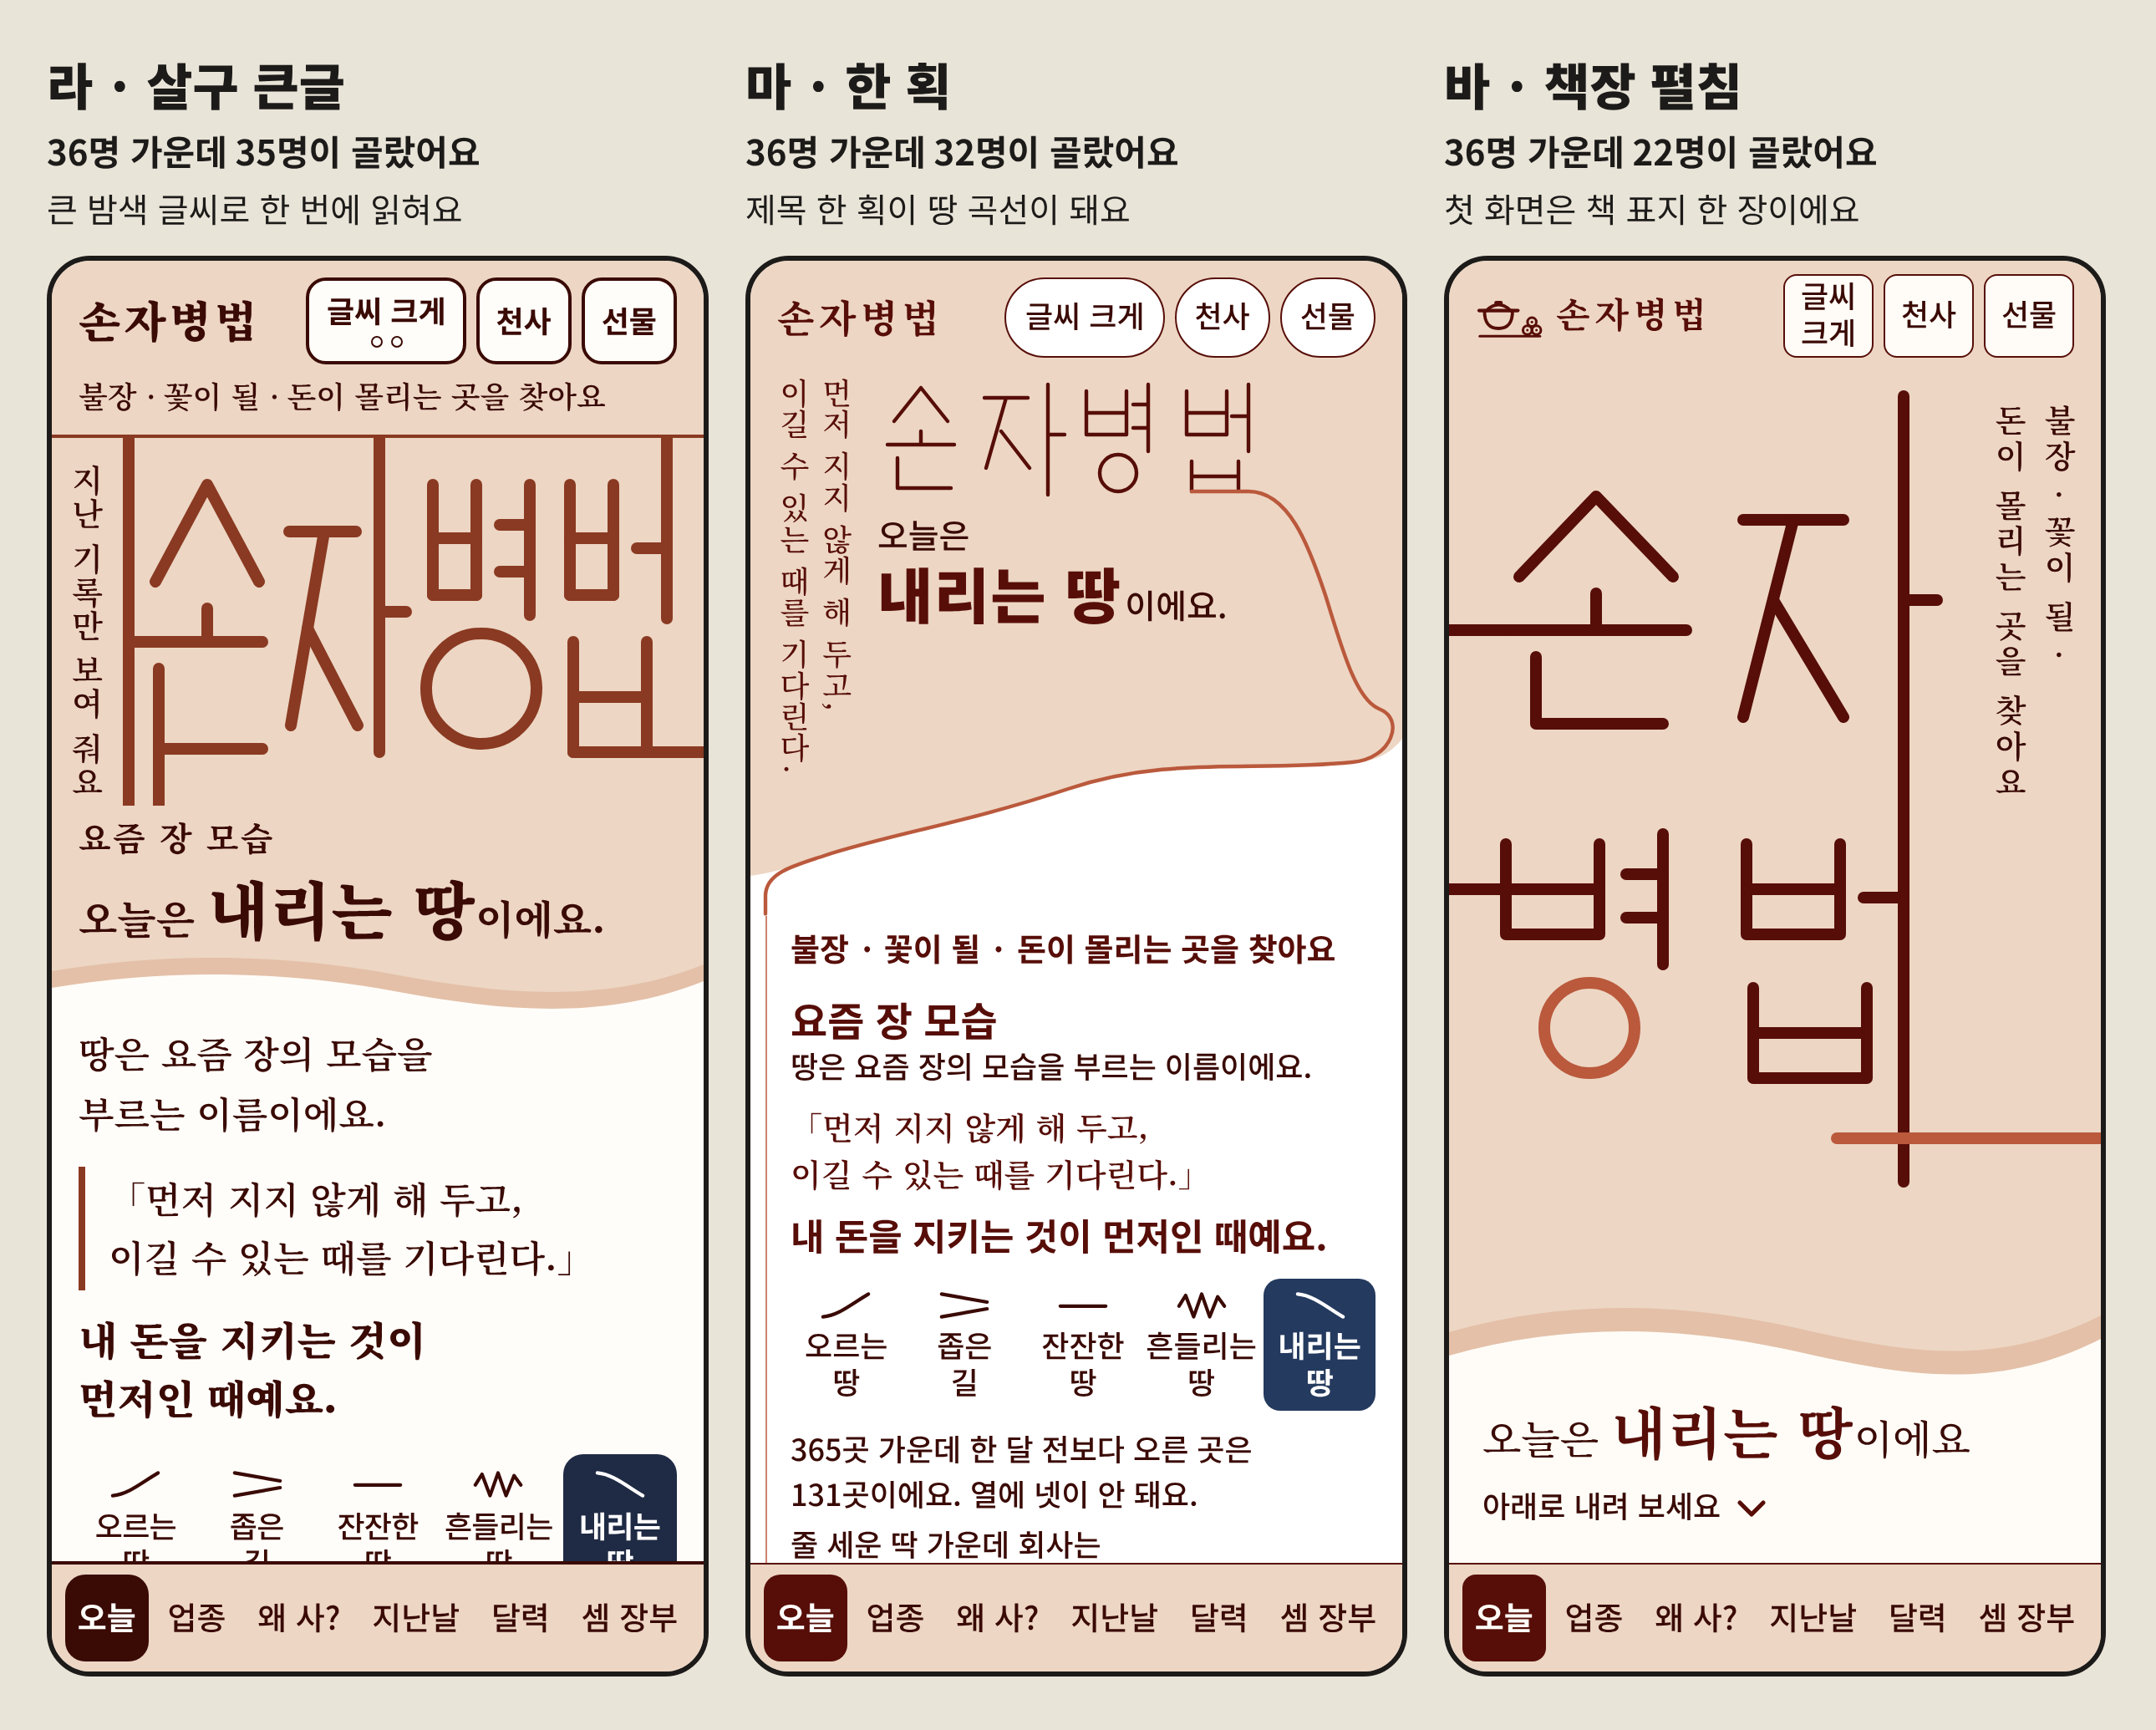 라 · 살구 큰글
36명 가운데 35명이 골랐어요
큰 밤색 글씨로 한 번에 읽혀요
손자병법
글씨 크게
천사
선물
불장 · 꽃이 될 · 돈이 몰리는 곳을 찾아요
지난 기록만 보여 줘요
손자병법
요즘 장 모습
오늘은 내리는 땅이에요.
땅은 요즘 장의 모습을
부르는 이름이에요.
「먼저 지지 않게 해 두고,
이길 수 있는 때를 기다린다.」
내 돈을 지키는 것이
먼저인 때예요.
오르는 땅
좁은 길
잔잔한 땅
흔들리는 땅
내리는 땅
오늘 업종 왜 사? 지난날 달력 셈 장부
마 · 한 획
36명 가운데 32명이 골랐어요
제목 한 획이 땅 곡선이 돼요
손자병법
글씨 크게
천사
선물
먼저 지지 않게 해 두고,
이길 수 있는 때를 기다린다.
손자병법
오늘은
내리는 땅이에요.
불장 · 꽃이 될 · 돈이 몰리는 곳을 찾아요
요즘 장 모습
땅은 요즘 장의 모습을 부르는 이름이에요.
「먼저 지지 않게 해 두고,
이길 수 있는 때를 기다린다.」
내 돈을 지키는 것이 먼저인 때예요.
오르는 땅
좁은 길
잔잔한 땅
흔들리는 땅
내리는 땅
365곳 가운데 한 달 전보다 오른 곳은
131곳이에요. 열에 넷이 안 돼요.
줄 세운 딱 가운데 회사는
오늘 업종 왜 사? 지난날 달력 셈 장부
바 · 책장 펼침
36명 가운데 22명이 골랐어요
첫 화면은 책 표지 한 장이에요
손자병법
글씨
크게
천사
선물
불장 · 꽃이 될 ·
돈이 몰리는 곳을 찾아요
손자
병법
오늘은 내리는 땅이에요
아래로 내려 보세요
오늘 업종 왜 사? 지난날 달력 셈 장부